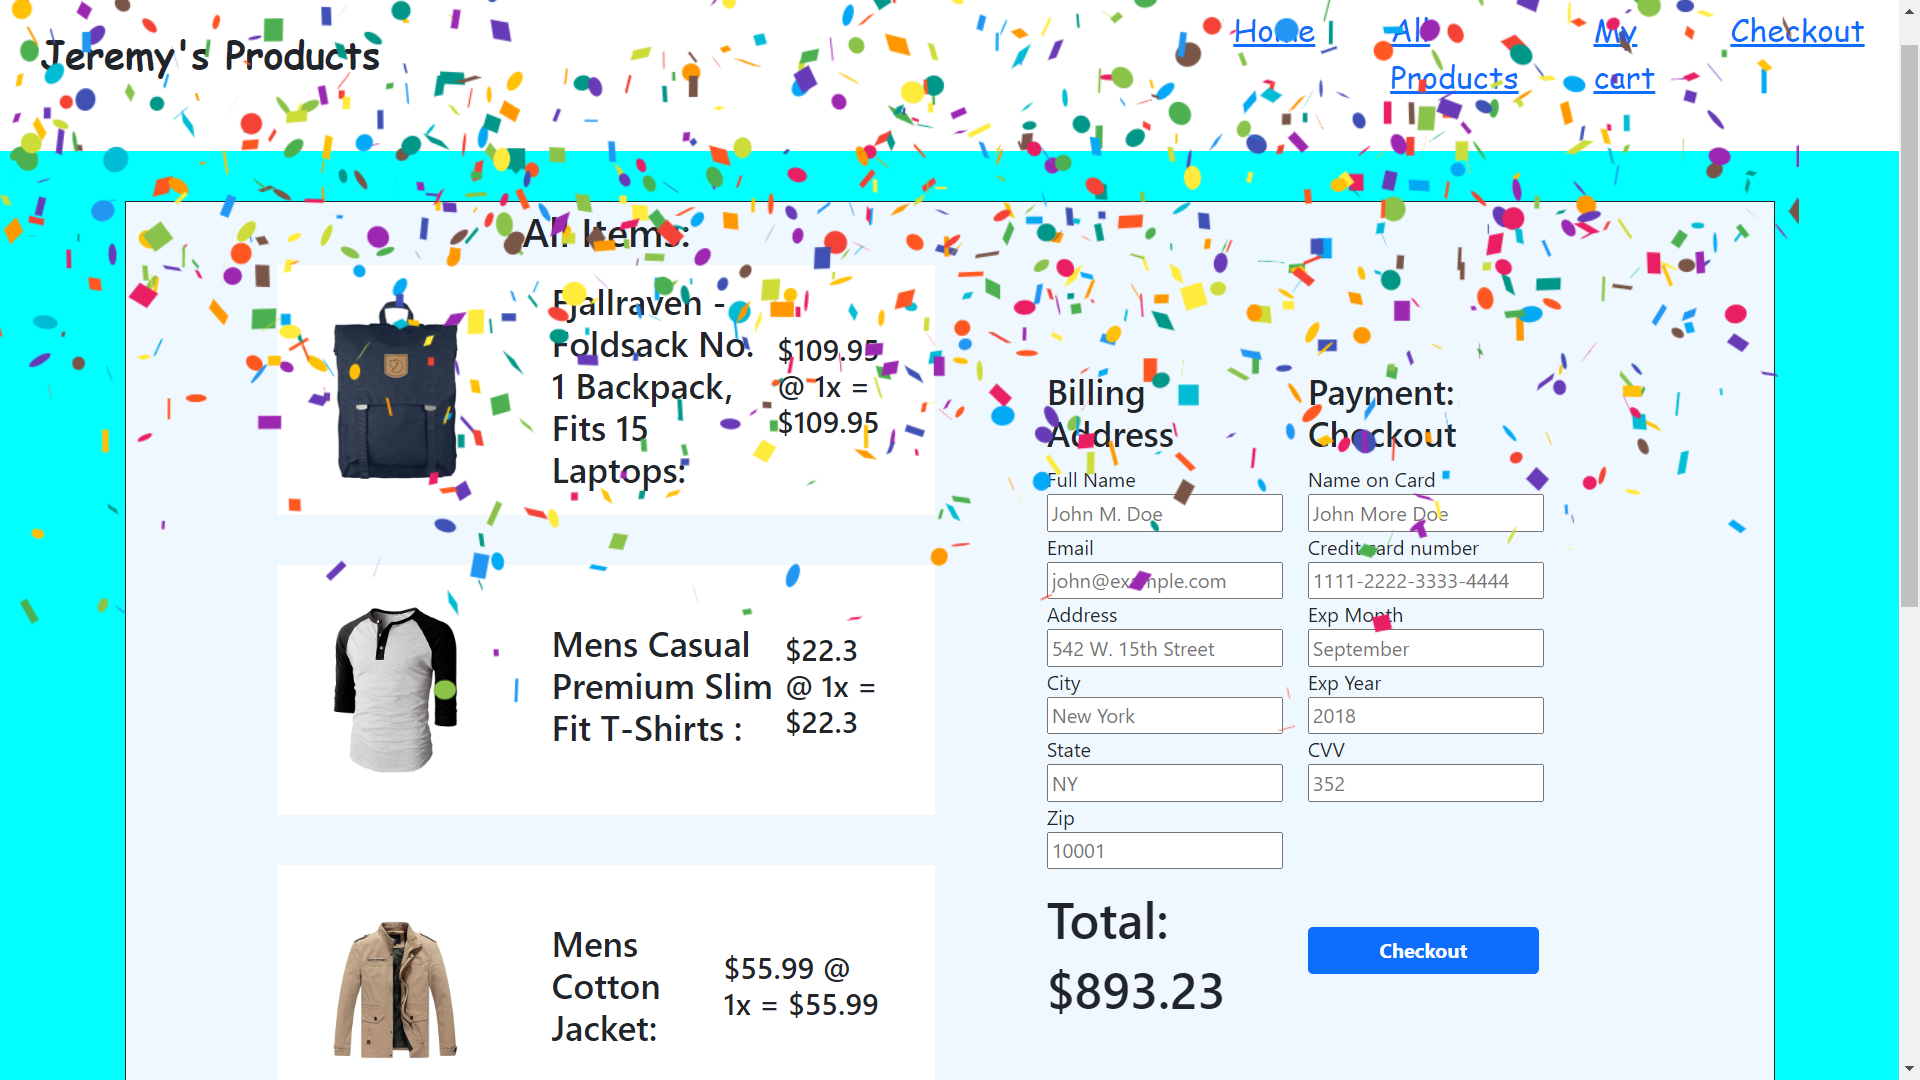 Jeremy's Products
Home
All
Products
My
cart
Checkout
All Items:
Fjallraven -
Foldsack No.
1 Backpack,
Fits 15
Laptops:
$109.95
@ 1x =
$109.95
Mens Casual
Premium Slim
Fit T-Shirts :
$22.3
@ 1x =
$22.3
Mens
Cotton
Jacket:
$55.99 @
1x = $55.99
Billing
Address
Full Name
John M. Doe
Email
john@example.com
Address
542 W. 15th Street
City
New York
State
NY
Zip
10001
Payment:
Checkout
Name on Card
John More Doe
Credit card number
1111-2222-3333-4444
Exp Month
September
Exp Year
2018
CVV
352
Total:
$893.23
Checkout